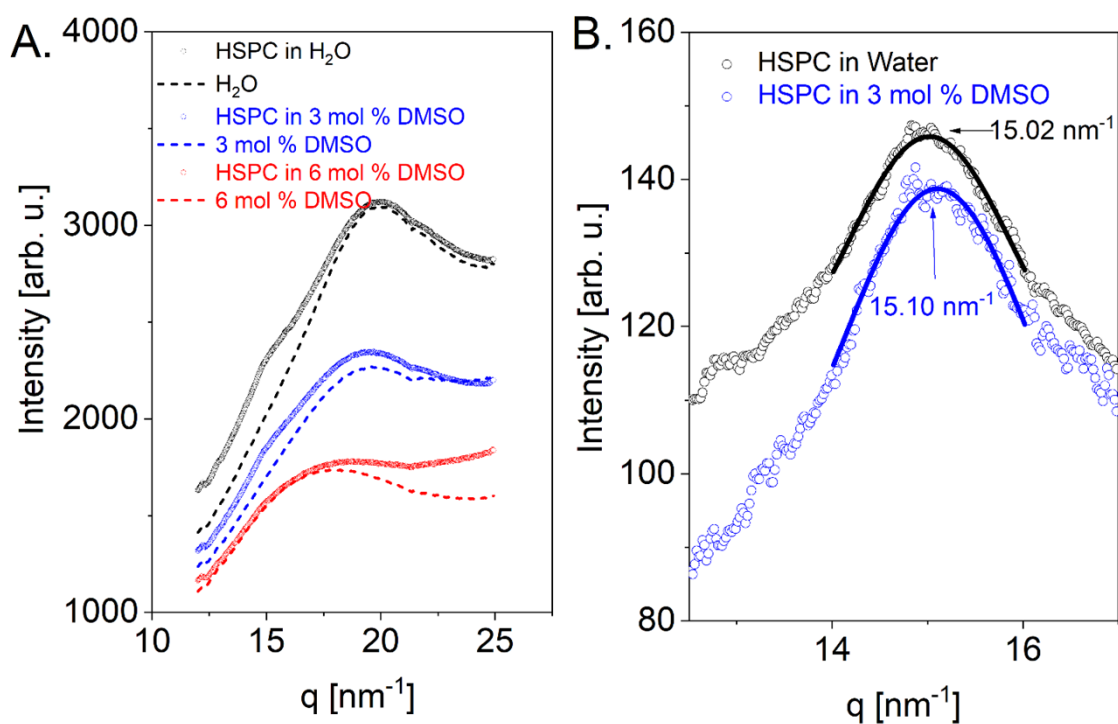 A.
4000
3000
2000
1000
Intensity [arb. u.]
HSPC in H₂O
H₂O
HSPC in 3 mol % DMSO
3 mol % DMSO
HSPC in 6 mol % DMSO
6 mol % DMSO
10
15
20
25
q [nm⁻¹]
B.
160
140
120
100
80
Intensity [arb. u.]
HSPC in Water
HSPC in 3 mol % DMSO
15.02 nm⁻¹
15.10 nm⁻¹
14
16
q [nm⁻¹]